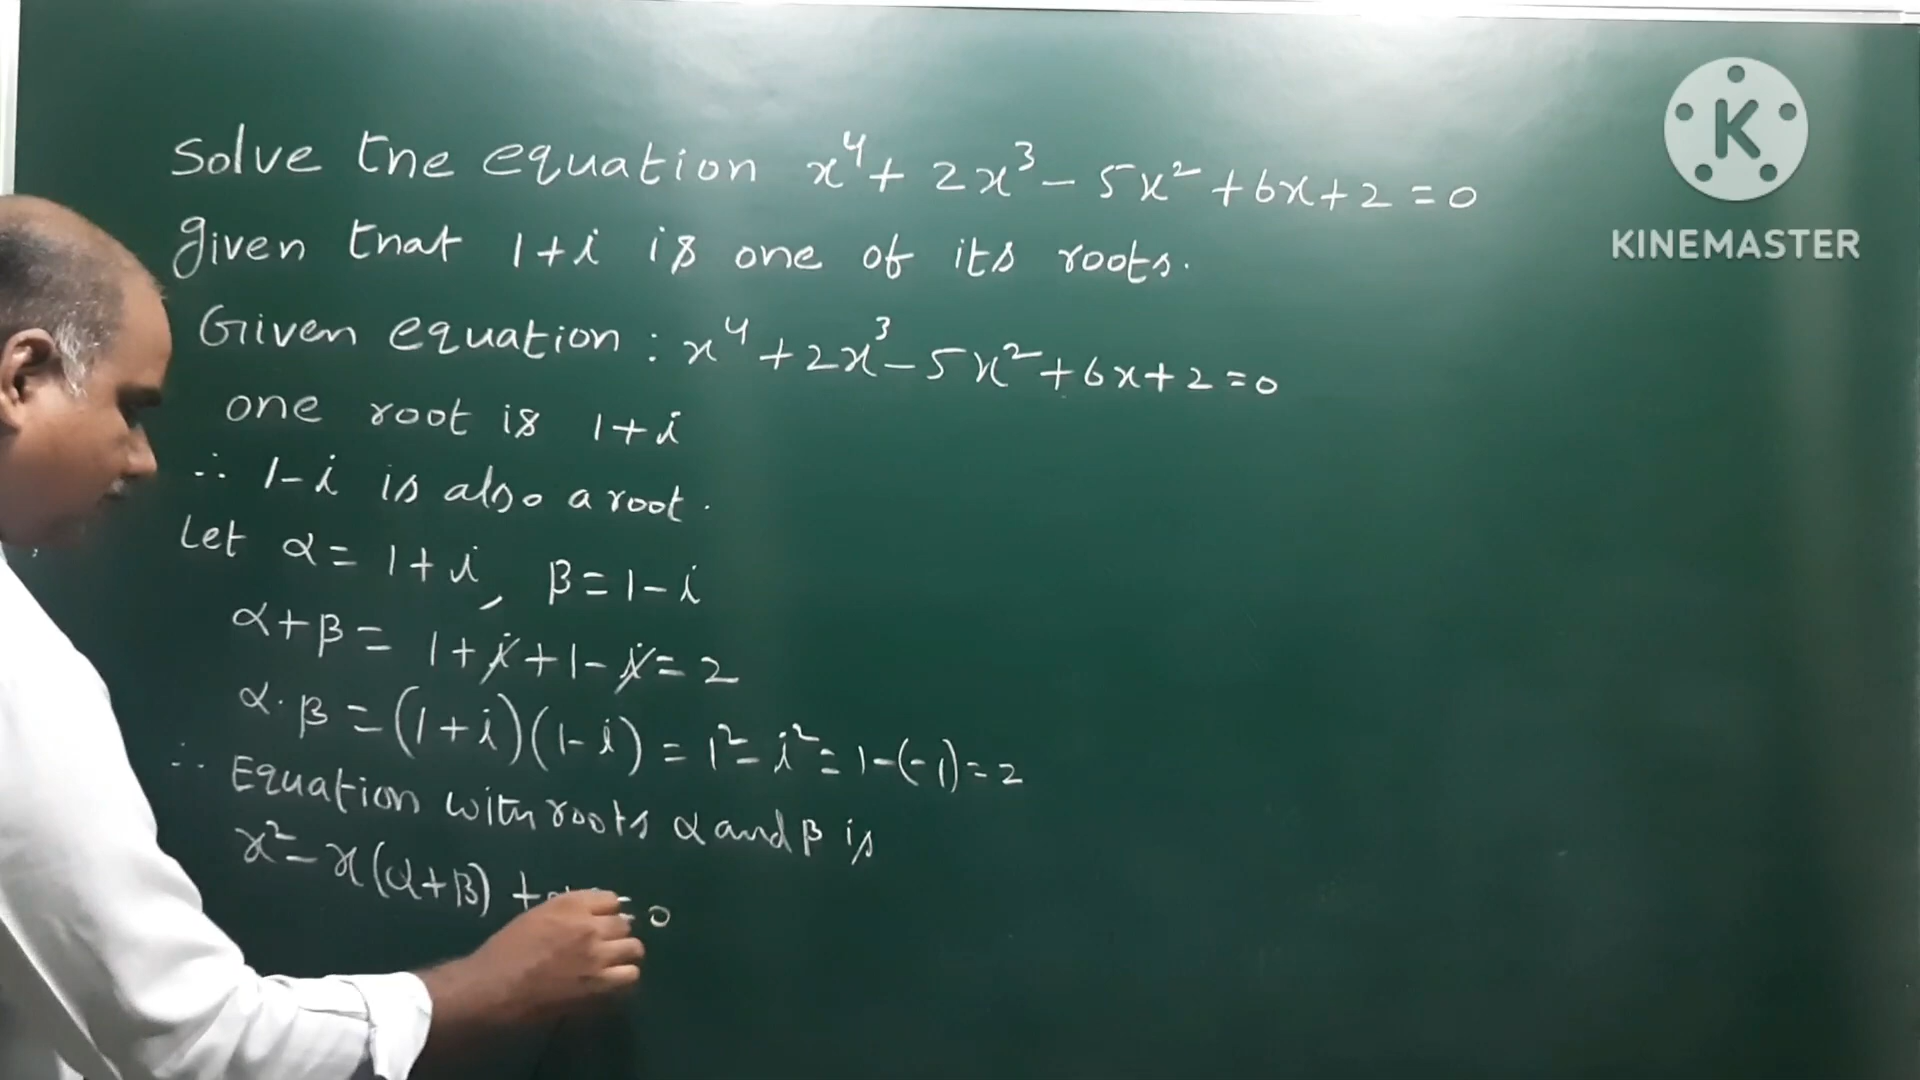 Solve the equation x⁴ + 2x³ - 5x² + 6x + 2 = 0
given that 1+i is one of its roots.
Given equation : x⁴ + 2x³ - 5x² + 6x + 2 = 0
one root is 1+i
∴ 1-i is also a root.
Let α = 1+i, β = 1-i
α+β = 1+i+1-i = 2
α·β = (1+i)(1-i) = 1² - i² = 1-(-1) = 2
∴ Equation with roots α and β is
x² - x(α+β) + = 0
K
KINEMASTER